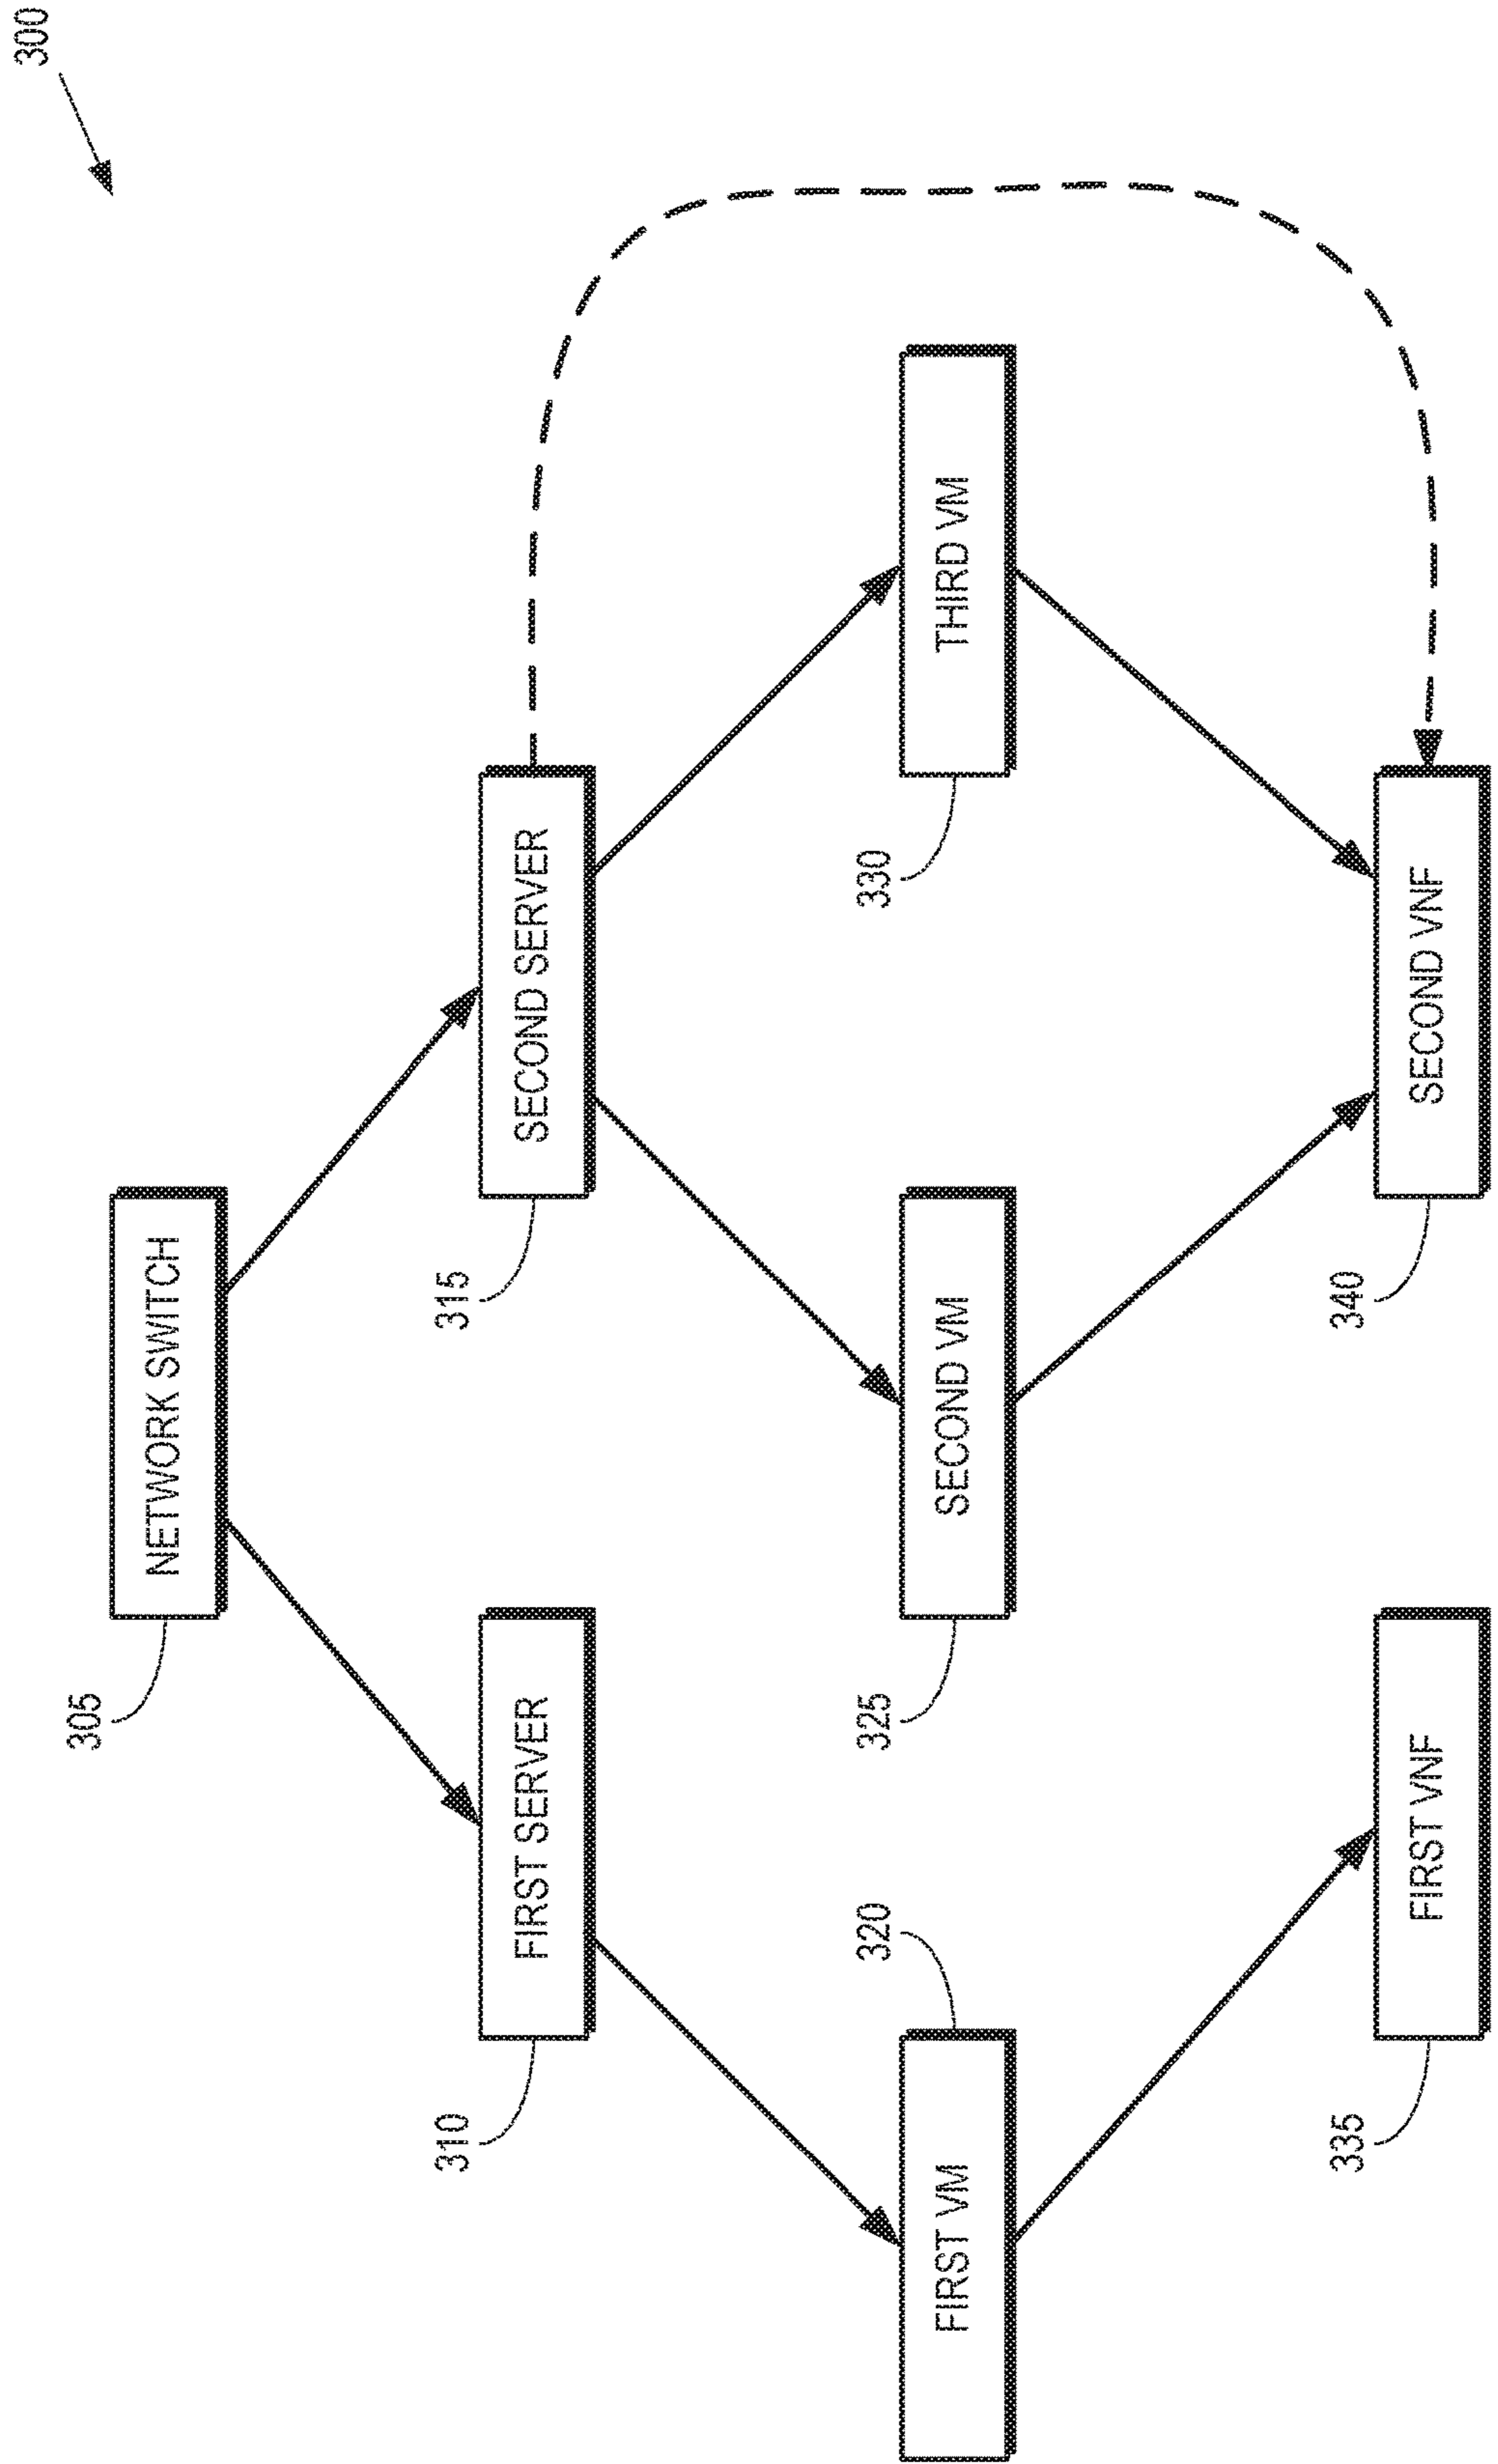 300
305
NETWORK SWITCH
310
FIRST SERVER
315
SECOND SERVER
FIRST VM
320
325
SECOND VM
330
THIRD VM
335
FIRST VNF
340
SECOND VNF